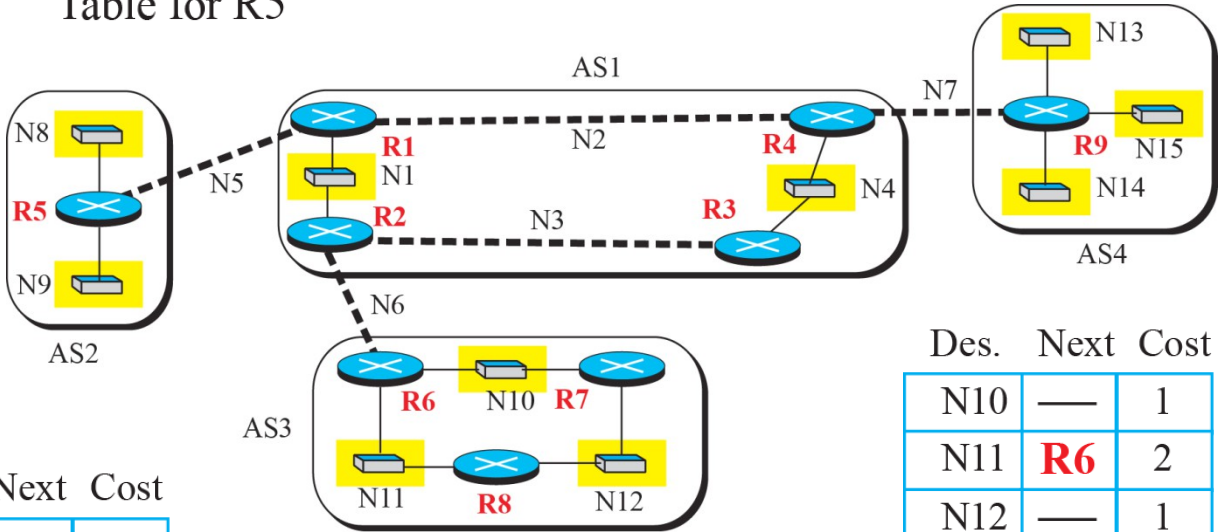 Table for R5
N13
AS1
N7
N8
R1
N2
R4
R9
N15
N5
N1
N4
N14
R5
R2
N3
R3
AS4
N9
N6
AS2
Des. Next Cost
R6
N10
R7
N10 — 1
AS3
N11 R6 2
N11
R8
N12
Next Cost
N12 — 1